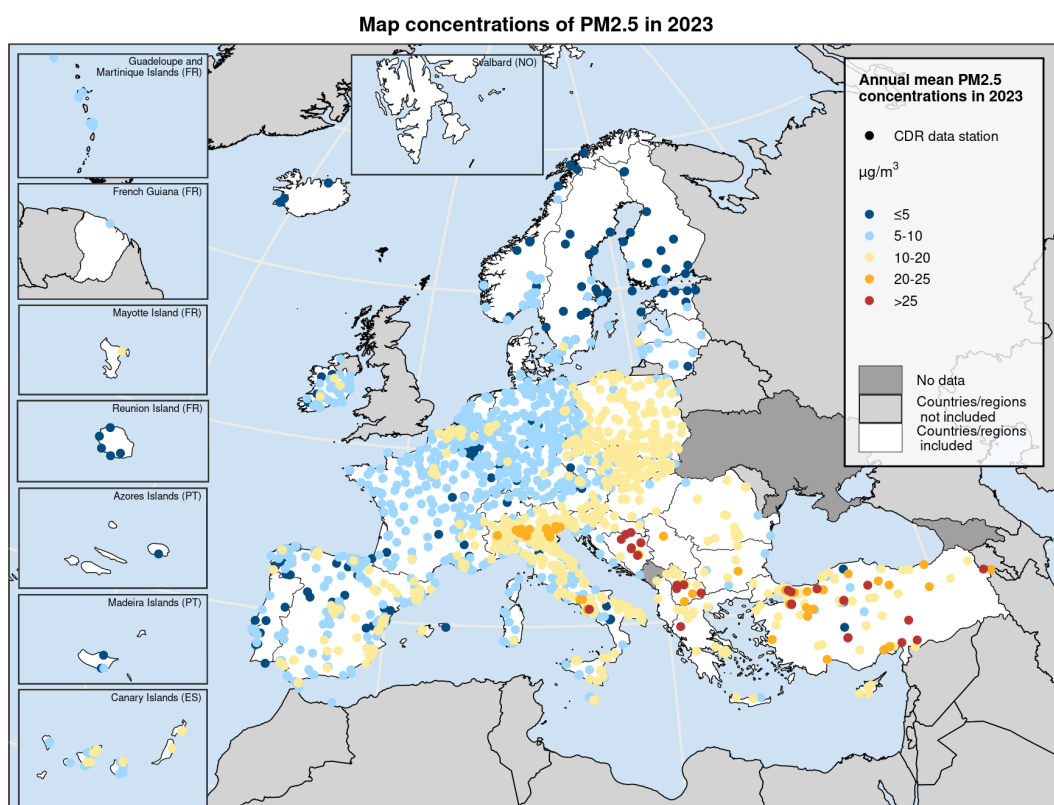 Map concentrations of PM2.5 in 2023
Guadeloupe and
Martinique Islands (FR)
French Guiana (FR)
Mayotte Island (FR)
Reunion Island (FR)
Azores Islands (PT)
Madeira Islands (PT)
Canary Islands (ES)
Svalbard (NO)
Annual mean PM2.5
concentrations in 2023
CDR data station
µg/m³
≤5
5-10
10-20
20-25
>25
No data
Countries/regions
not included
Countries/regions
included